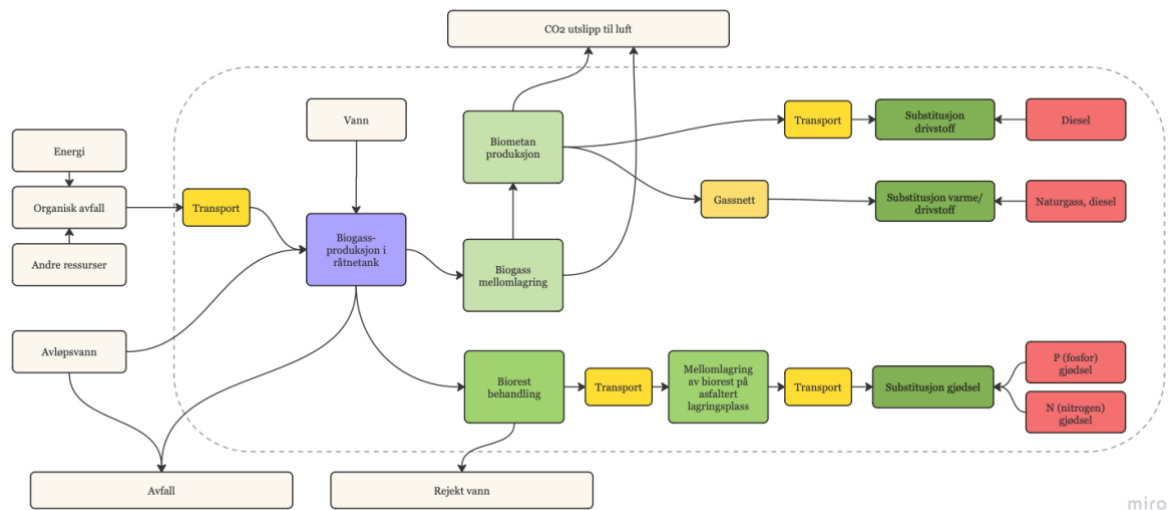 CO2 utslipp til luft
Energi
Organisk avfall
Andre ressurser
Avløpsvann
Transport
Vann
Biogass-
produksjon i
råtnetank
Biometan
produksjon
Biogass
mellomlagring
Transport
Substitusjon
drivstoff
Diesel
Gassnett
Substitusjon varme/
drivstoff
Naturgass, diesel
Biorest
behandling
Transport
Mellomlagring
av biorest på
asfaltert
lagringsplass
Transport
Substitusjon gjødsel
P (fosfor)
gjødsel
N (nitrogen)
gjødsel
Avfall
Rejekt vann
miro